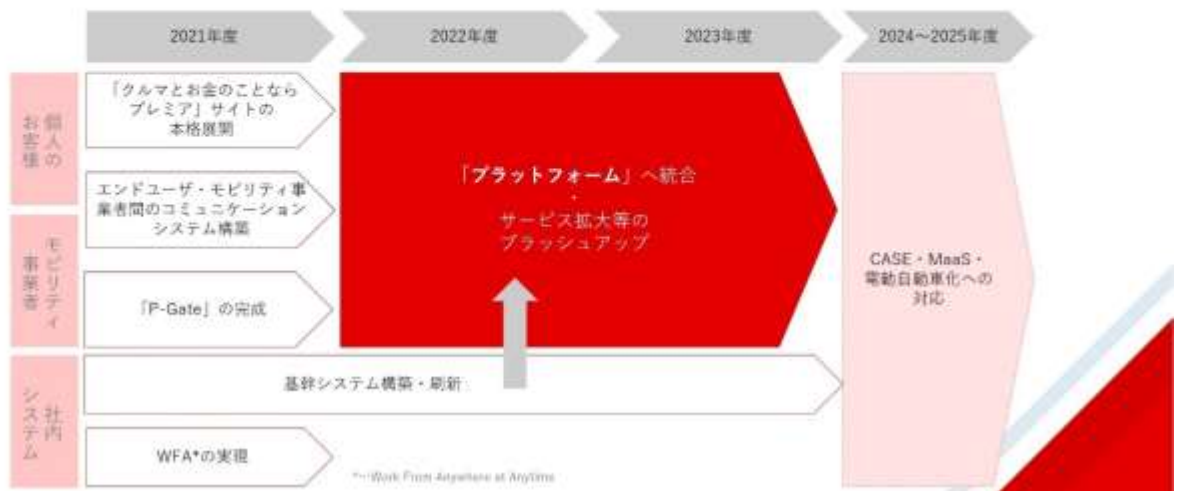 2021年度
2022年度
2023年度
2024～2025年度
個人の
お客様
「クルマとお金のことなら
プレミア」サイトの
本格展開
エンドユーザ・モビリティ事
業者間のコミュニケーション
システム構築
モビリティ
事業者
「P-Gate」の完成
「プラットフォーム」へ統合
+
サービス拡大等の
ブラッシュアップ
CASE・MaaS・
電動自動車化への
対応
社内
システム
基幹システム構築・刷新
WFA*の実現
*…Work From Anywhere at Anytime